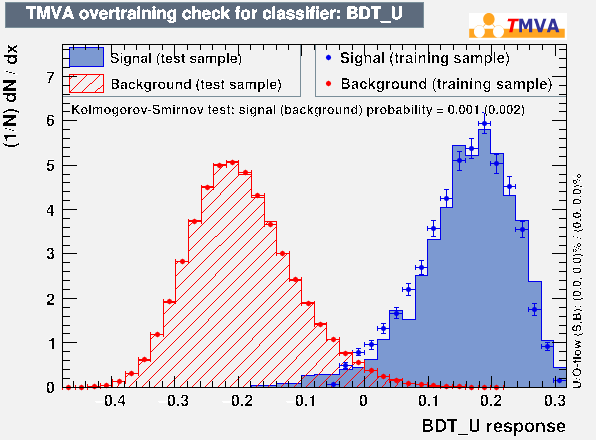 TMVA overtraining check for classifier: BDT_U
TMVA
Signal (test sample)
Background (test sample)
Signal (training sample)
Background (training sample)
Kolmogorov-Smirnov test: signal (background) probability = 0.001 (0.002)
(1/N) dN / dx
7
6
5
4
3
2
1
0
−0.4 −0.3 −0.2 −0.1 0 0.1 0.2 0.3
BDT_U response
U/O-flow (S,B): (0.0, 0.0)% / (0.0, 0.0)%